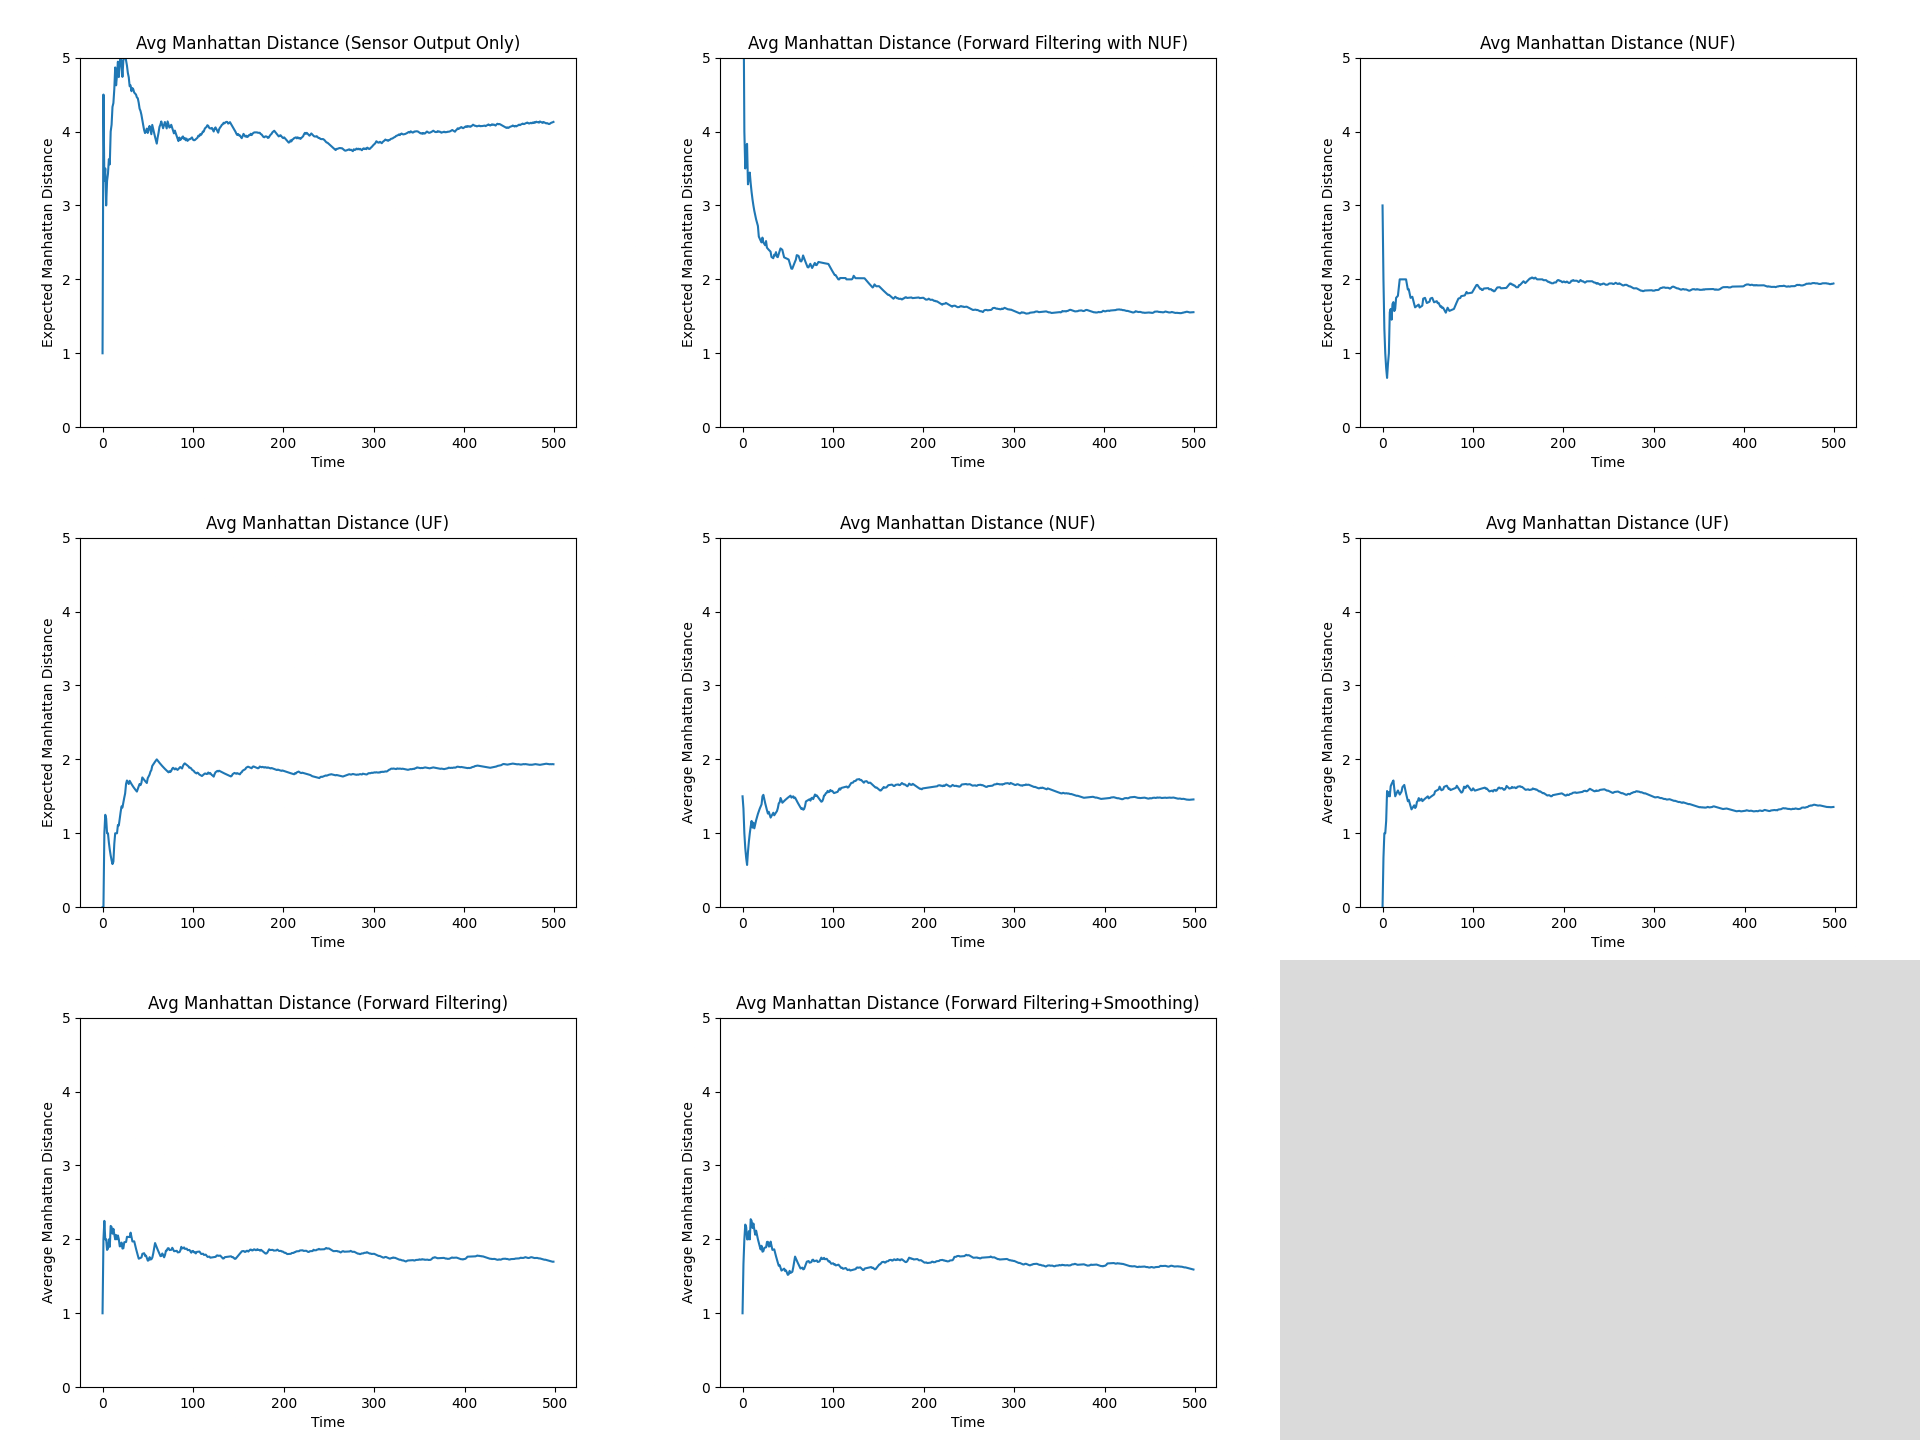 Avg Manhattan Distance (Sensor Output Only)
Expected Manhattan Distance
5
4
3
2
1
0
0 100 200 300 400 500
Time
Avg Manhattan Distance (Forward Filtering with NUF)
Expected Manhattan Distance
5
4
3
2
1
0
0 100 200 300 400 500
Time
Avg Manhattan Distance (NUF)
Expected Manhattan Distance
5
4
3
2
1
0
0 100 200 300 400 500
Time
Avg Manhattan Distance (UF)
Expected Manhattan Distance
5
4
3
2
1
0
0 100 200 300 400 500
Time
Avg Manhattan Distance (NUF)
Average Manhattan Distance
5
4
3
2
1
0
0 100 200 300 400 500
Time
Avg Manhattan Distance (UF)
Average Manhattan Distance
5
4
3
2
1
0
0 100 200 300 400 500
Time
Avg Manhattan Distance (Forward Filtering)
Average Manhattan Distance
5
4
3
2
1
0
0 100 200 300 400 500
Time
Avg Manhattan Distance (Forward Filtering+Smoothing)
Average Manhattan Distance
5
4
3
2
1
0
0 100 200 300 400 500
Time